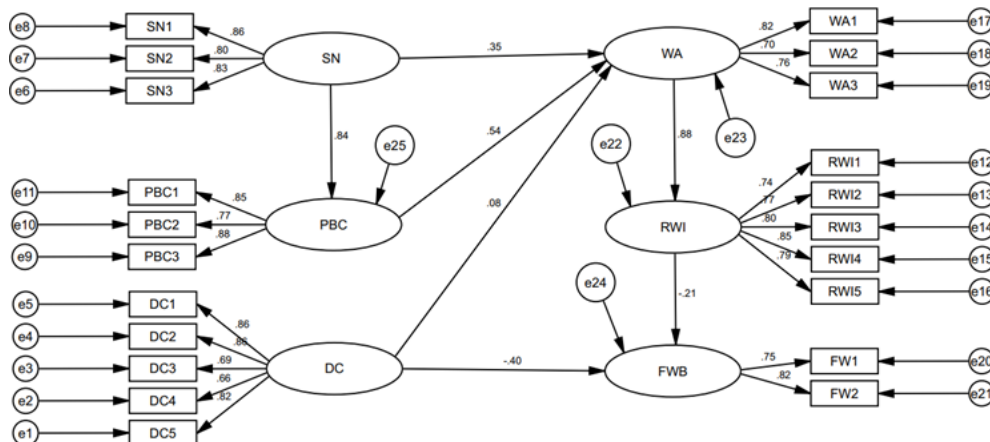 e8 SN1 .86
e7 SN2 .80
e6 SN3 .83
SN
.35
WA
.82 WA1 e17
.70 WA2 e18
.76 WA3 e19
.84
e25
.54
.88
e23
e22
e11 PBC1 .85
e10 PBC2 .77
e9 PBC3 .88
PBC
.08
RWI
.74 RWI1 e12
.77 RWI2 e13
.80 RWI3 e14
.85 RWI4 e15
.79 RWI5 e16
e24
-.21
e5 DC1 .86
e4 DC2 .86
e3 DC3 .69
e2 DC4 .66
e1 DC5 .82
DC
-.40
FWB
.75 FW1 e20
.82 FW2 e21